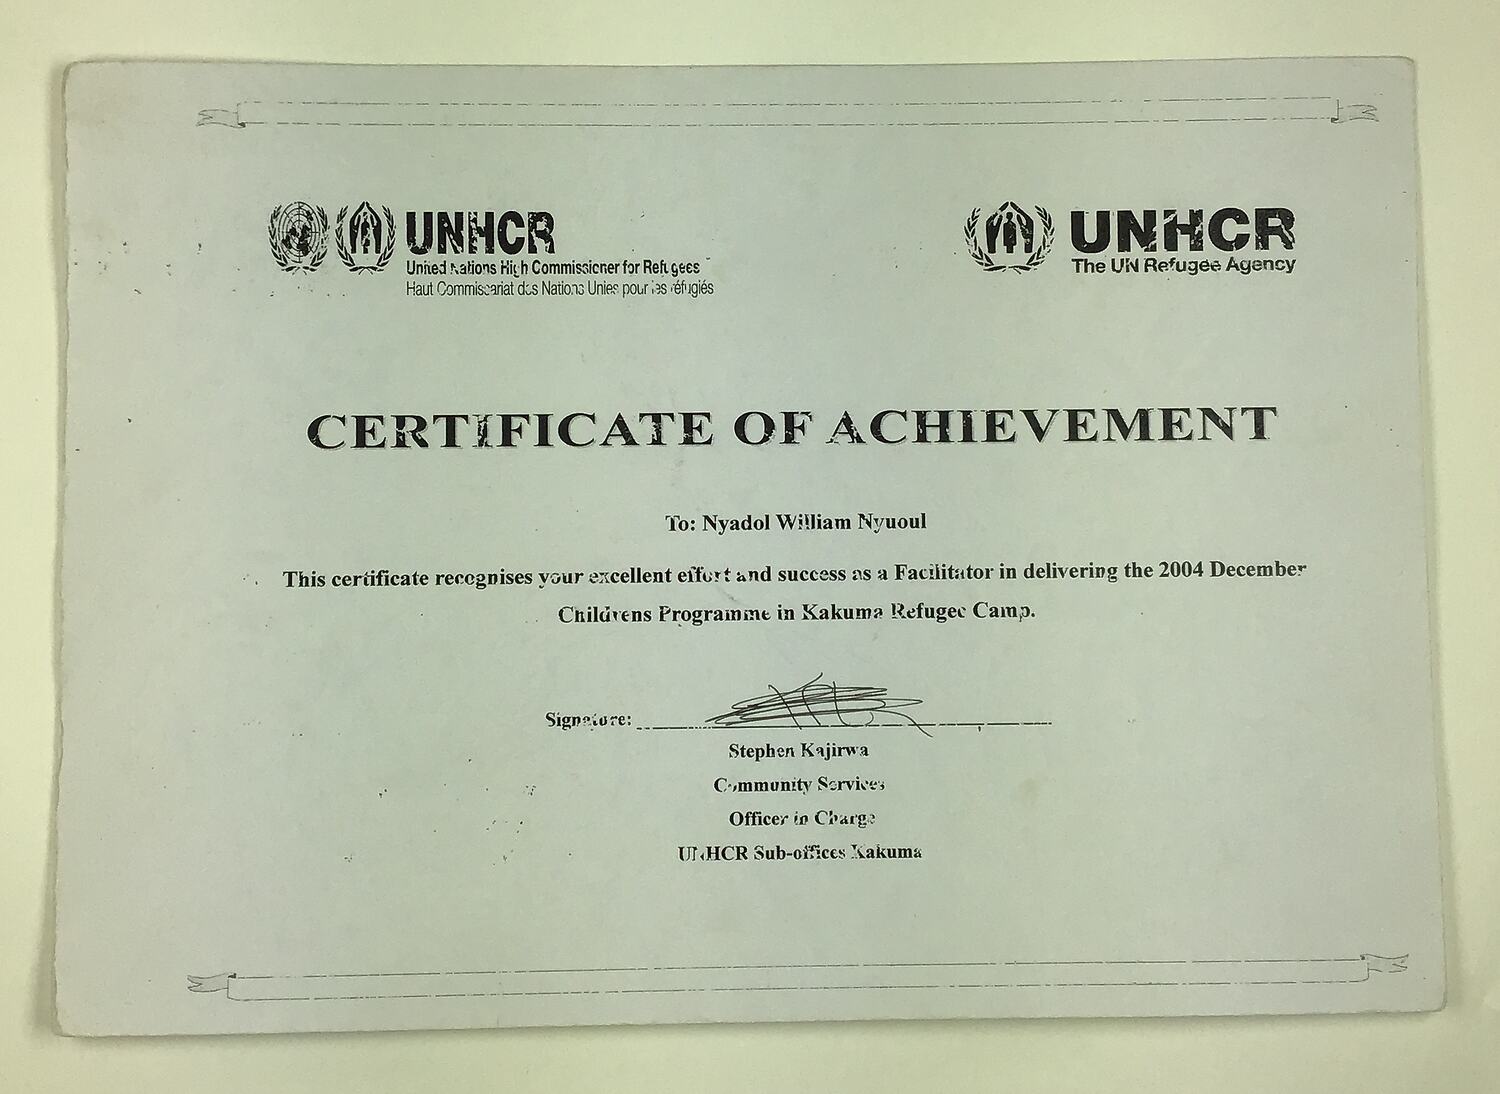 UNHCR
United Nations High Commissioner for Refugees
Haut Commissariat des Nations Unies pour les réfugiés
UNHCR
The UN Refugee Agency
CERTIFICATE OF ACHIEVEMENT
To: Nyadol William Nyuoul
This certificate recognises your excellent effort and success as a Facilitator in delivering the 2004 December
Childrens Programme in Kakuma Refugee Camp.
Signature:
Stephen Kajirwa
Community Services
Officer in Charge
UNHCR Sub-offices Kakuma